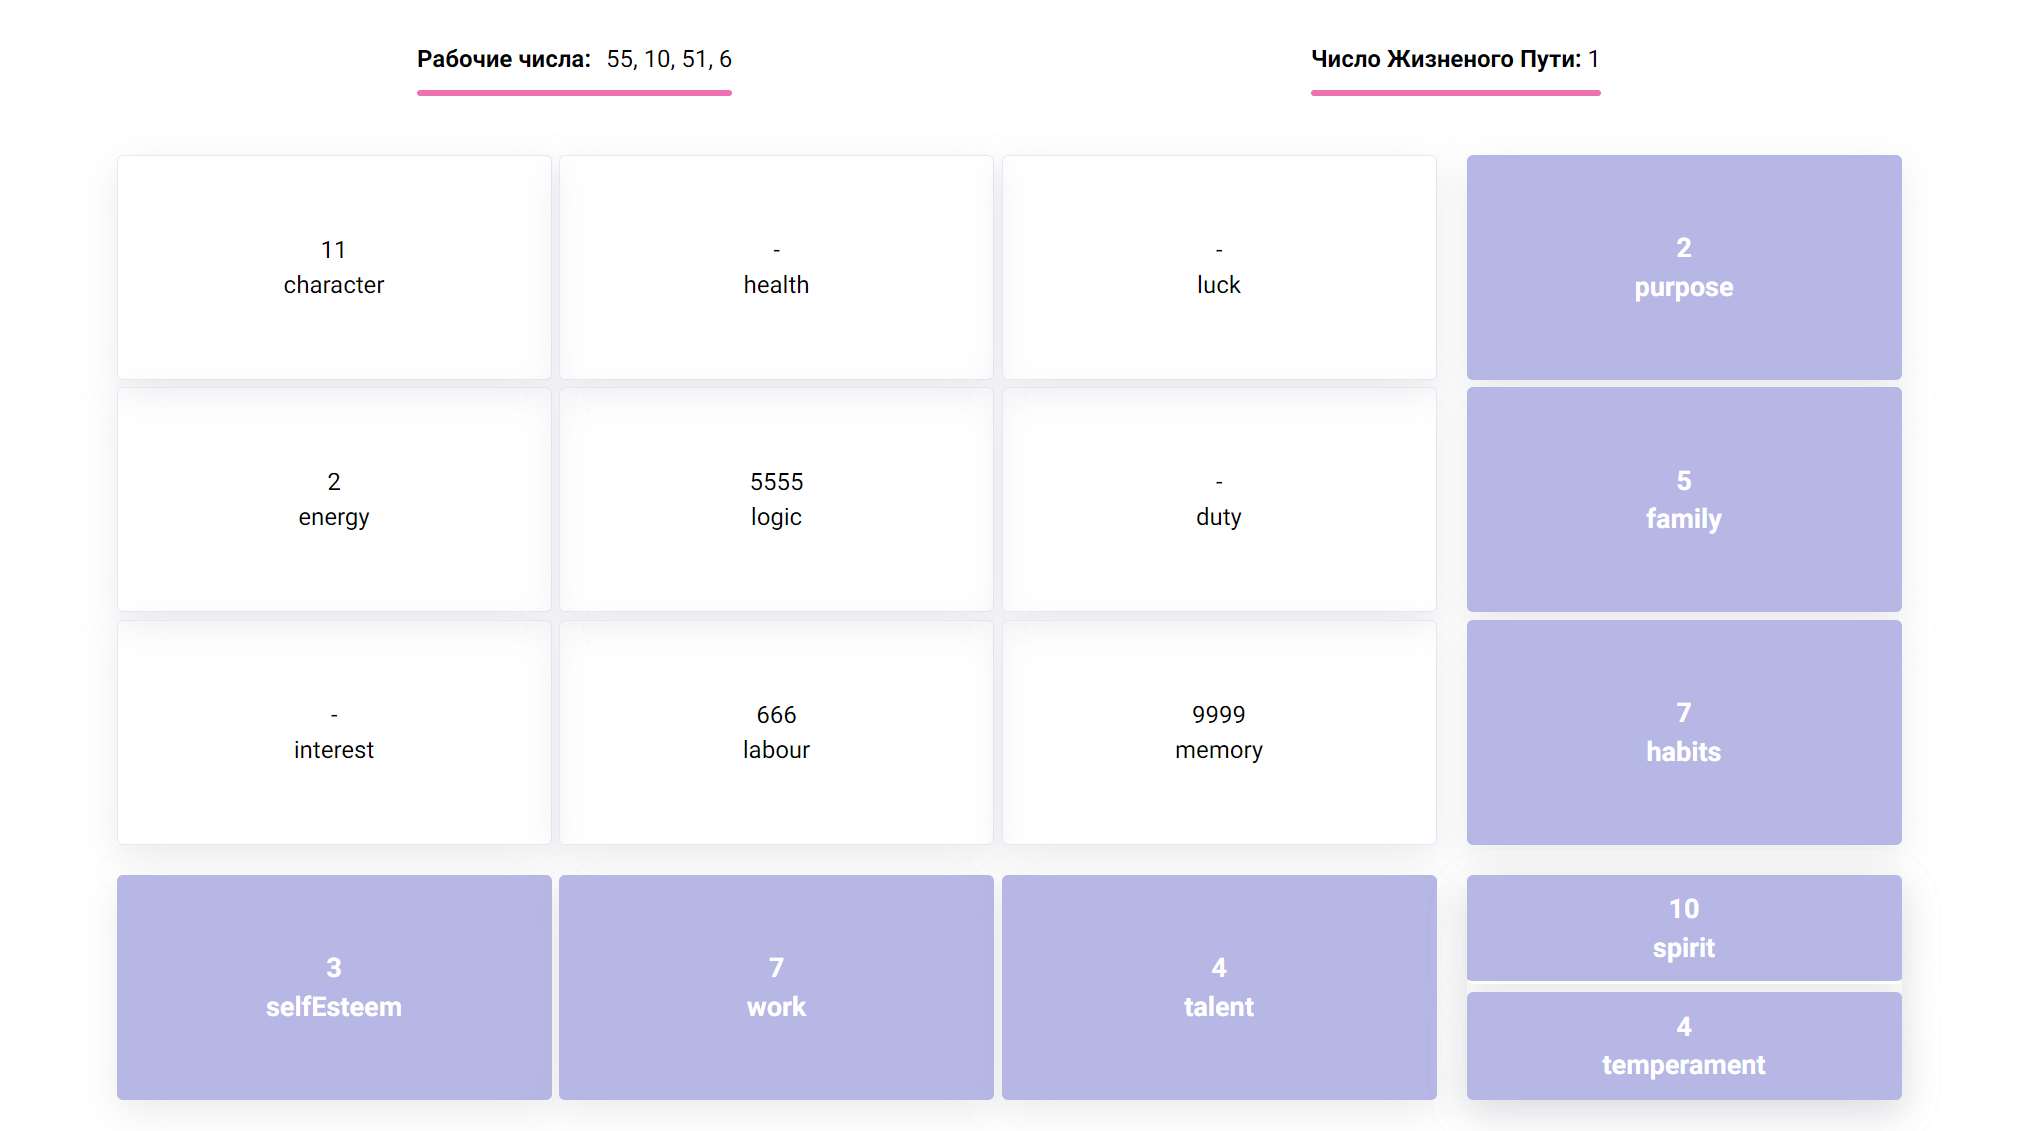 Рабочие числа: 55, 10, 51, 6
Число Жизненого Пути: 1
11
character
-
health
-
luck
2
purpose
2
energy
5555
logic
-
duty
5
family
-
interest
666
labour
9999
memory
7
habits
3
selfEsteem
7
work
4
talent
10
spirit
4
temperament